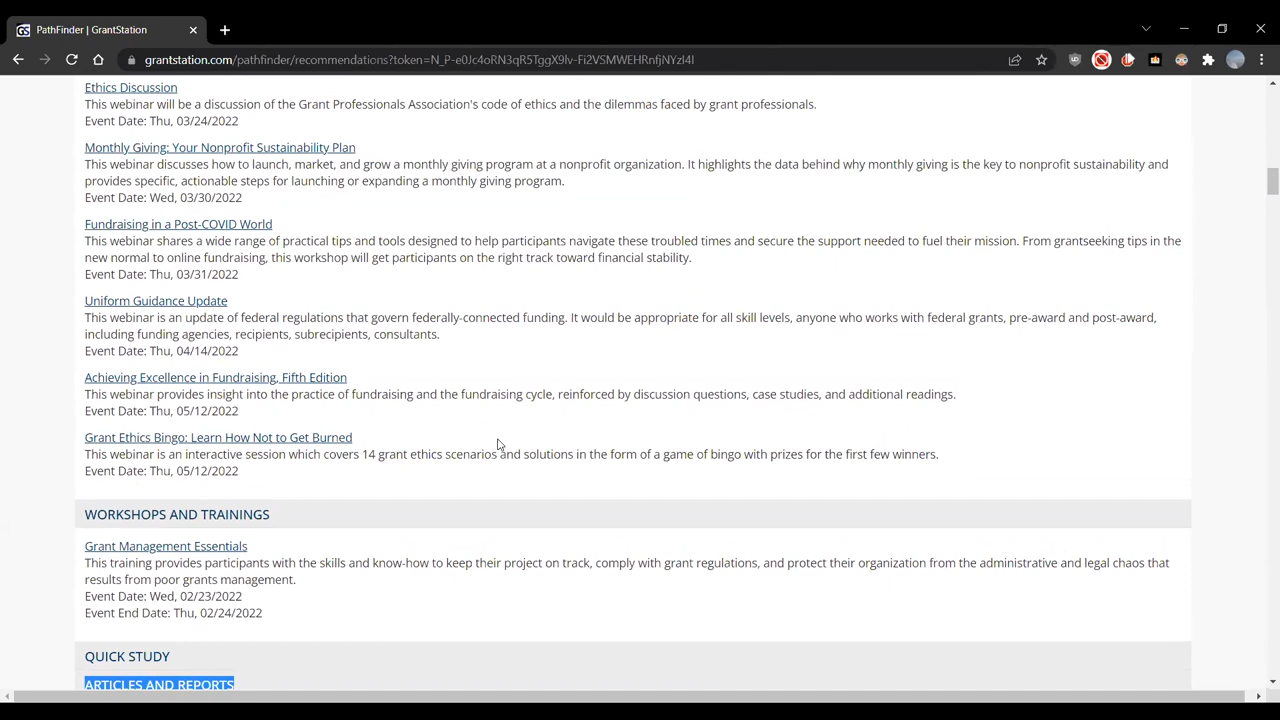 PathFinder | GrantStation
grantstation.com/pathfinder/recommendations?token=N_P-e0Jc4oRN3qR5TggX9lv-Fi2VSMWEHRnfjNYzl4I
Ethics Discussion
This webinar will be a discussion of the Grant Professionals Association's code of ethics and the dilemmas faced by grant professionals.
Event Date: Thu, 03/24/2022
Monthly Giving: Your Nonprofit Sustainability Plan
This webinar discusses how to launch, market, and grow a monthly giving program at a nonprofit organization. It highlights the data behind why monthly giving is the key to nonprofit sustainability and
provides specific, actionable steps for launching or expanding a monthly giving program.
Event Date: Wed, 03/30/2022
Fundraising in a Post-COVID World
This webinar shares a wide range of practical tips and tools designed to help participants navigate these troubled times and secure the support needed to fuel their mission. From grantseeking tips in the
new normal to online fundraising, this workshop will get participants on the right track toward financial stability.
Event Date: Thu, 03/31/2022
Uniform Guidance Update
This webinar is an update of federal regulations that govern federally-connected funding. It would be appropriate for all skill levels, anyone who works with federal grants, pre-award and post-award,
including funding agencies, recipients, subrecipients, consultants.
Event Date: Thu, 04/14/2022
Achieving Excellence in Fundraising, Fifth Edition
This webinar provides insight into the practice of fundraising and the fundraising cycle, reinforced by discussion questions, case studies, and additional readings.
Event Date: Thu, 05/12/2022
Grant Ethics Bingo: Learn How Not to Get Burned
This webinar is an interactive session which covers 14 grant ethics scenarios and solutions in the form of a game of bingo with prizes for the first few winners.
Event Date: Thu, 05/12/2022
WORKSHOPS AND TRAININGS
Grant Management Essentials
This training provides participants with the skills and know-how to keep their project on track, comply with grant regulations, and protect their organization from the administrative and legal chaos that
results from poor grants management.
Event Date: Wed, 02/23/2022
Event End Date: Thu, 02/24/2022
QUICK STUDY
ARTICLES AND REPORTS